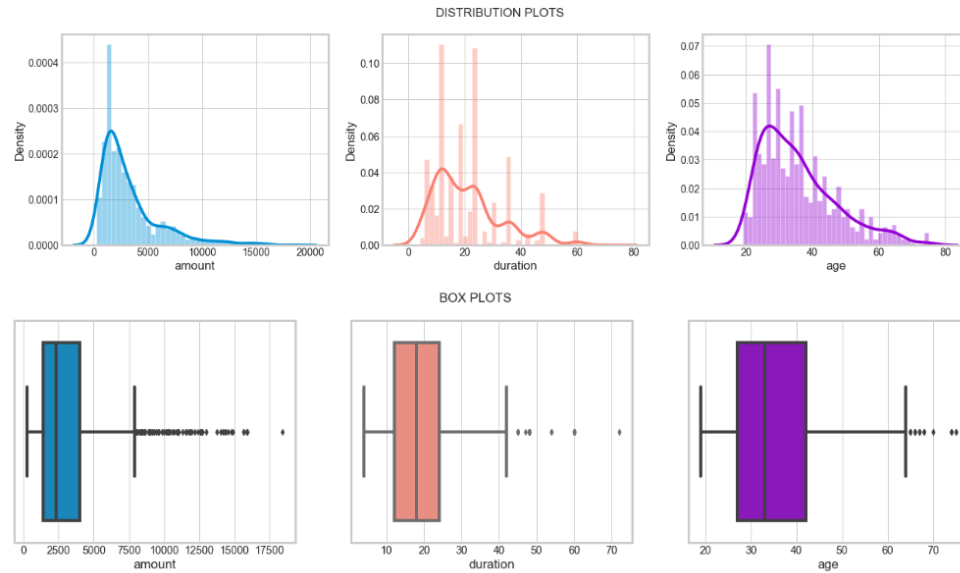 DISTRIBUTION PLOTS
Density
0.0004
0.0003
0.0002
0.0001
0.0000
0 5000 10000 15000 20000
amount
Density
0.10
0.08
0.06
0.04
0.02
0.00
0 20 40 60 80
duration
Density
0.07
0.06
0.05
0.04
0.03
0.02
0.01
0.00
20 40 60 80
age
BOX PLOTS
0 2500 5000 7500 10000 12500 15000 17500
amount
10 20 30 40 50 60 70
duration
20 30 40 50 60 70
age